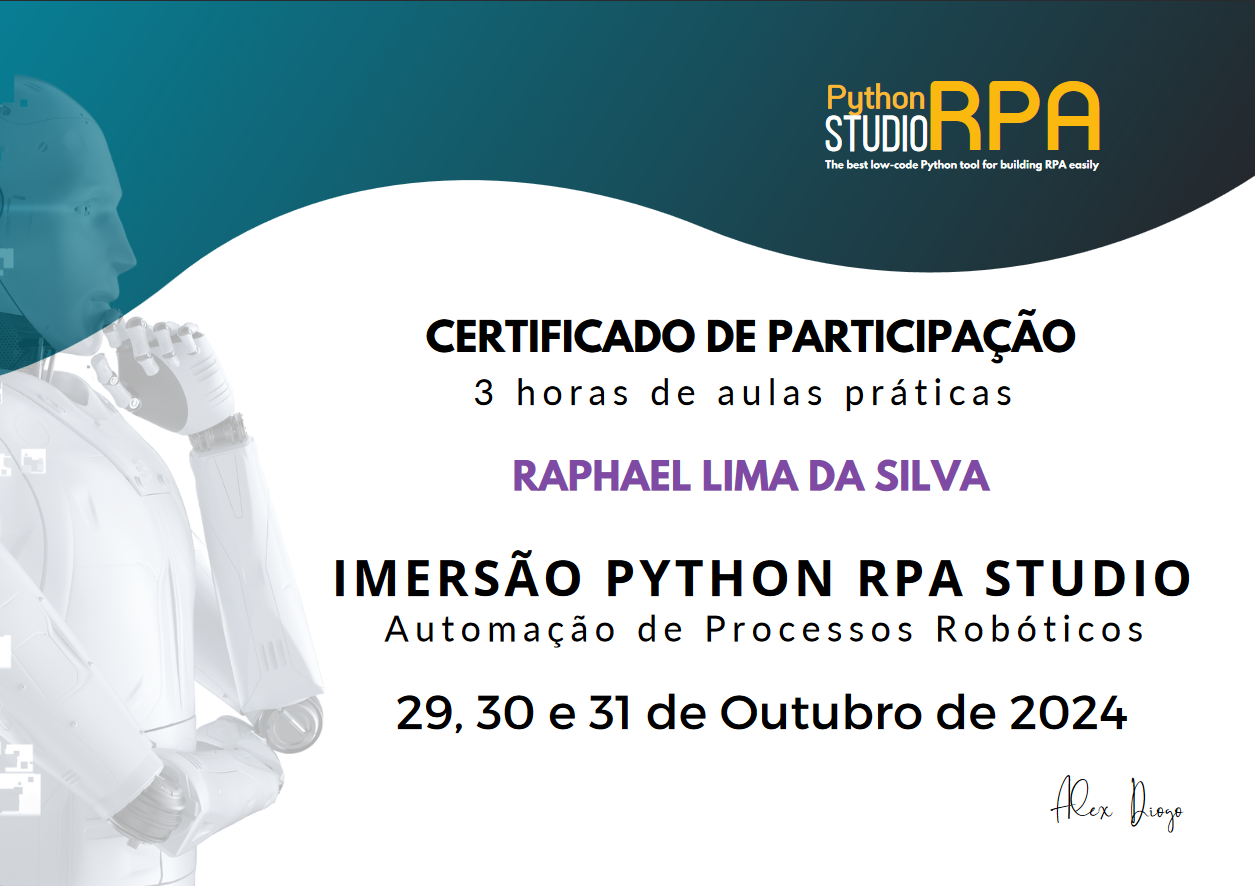 Python
STUDIO RPA
The best low-code Python tool for building RPA easily
CERTIFICADO DE PARTICIPAÇÃO
3 horas de aulas práticas
RAPHAEL LIMA DA SILVA
IMERSÃO PYTHON RPA STUDIO
Automação de Processos Robóticos
29, 30 e 31 de Outubro de 2024
Alex Diogo